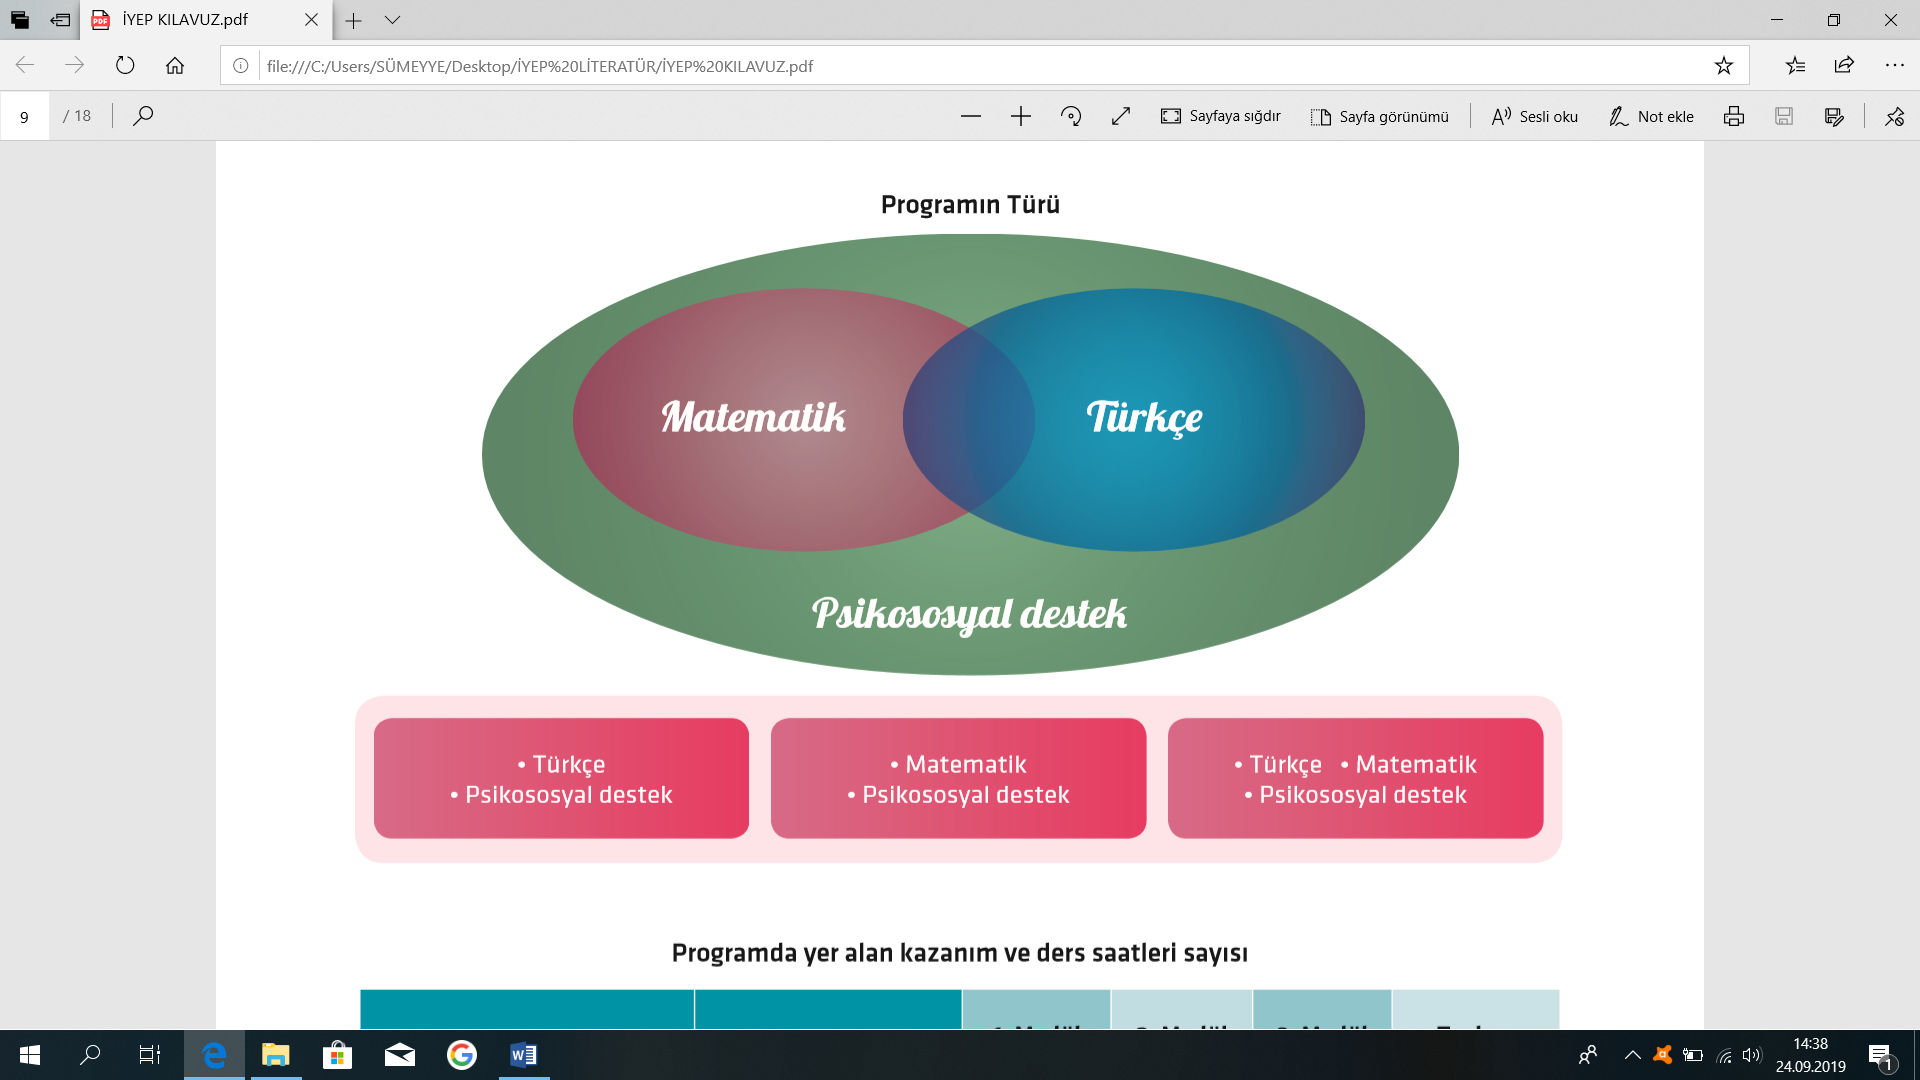 İYEP KILAVUZ.pdf
file:///C:/Users/SÜMEYYE/Desktop/İYEP%20LİTERATÜR/İYEP%20KILAVUZ.pdf
9 / 18
Sayfaya sığdır
Sayfa görünümü
Sesli oku
Not ekle
Programın Türü
Matematik
Türkçe
Psikososyal destek
• Türkçe
• Psikososyal destek
• Matematik
• Psikososyal destek
• Türkçe • Matematik
• Psikososyal destek
Programda yer alan kazanım ve ders saatleri sayısı
14:38
24.09.2019
1